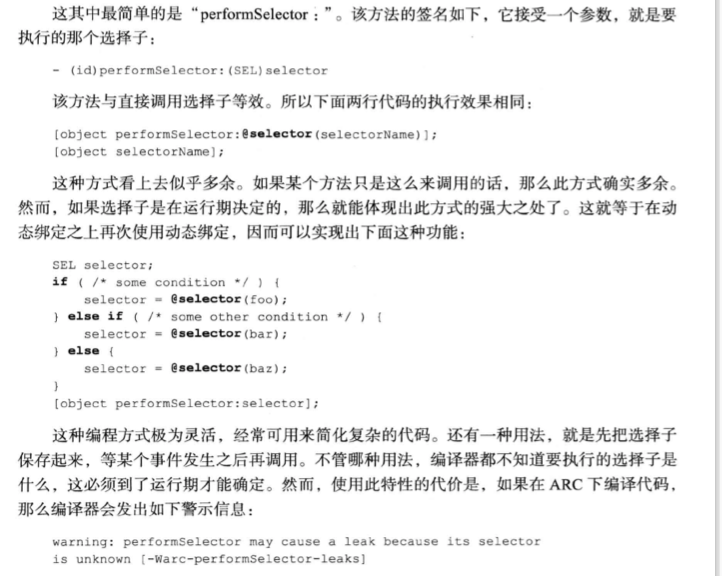 这其中最简单的是“performSelector：”。该方法的签名如下，它接受一个参数，就是要
执行的那个选择子：
- (id)performSelector:(SEL)selector
该方法与直接调用选择子等效。所以下面两行代码的执行效果相同：
[object performSelector:@selector(selectorName)];
[object selectorName];
这种方式看上去似乎多余。如果某个方法只是这么来调用的话，那么此方式确实多余。
然而，如果选择子是在运行期决定的，那么就能体现出此方式的强大之处了。这就等于在动
态绑定之上再次使用动态绑定，因而可以实现出下面这种功能：
SEL selector;
if ( /* some condition */ ) {
selector = @selector(foo);
} else if ( /* some other condition */ ) {
selector = @selector(bar);
} else {
selector = @selector(baz);
}
[object performSelector:selector];
这种编程方式极为灵活，经常可用来简化复杂的代码。还有一种用法，就是先把选择子
保存起来，等某个事件发生之后再调用。不管哪种用法，编译器都不知道要执行的选择子是
什么，这必须到了运行期才能确定。然而，使用此特性的代价是，如果在 ARC 下编译代码，
那么编译器会发出如下警示信息：
warning: performSelector may cause a leak because its selector
is unknown [-Warc-performSelector-leaks]